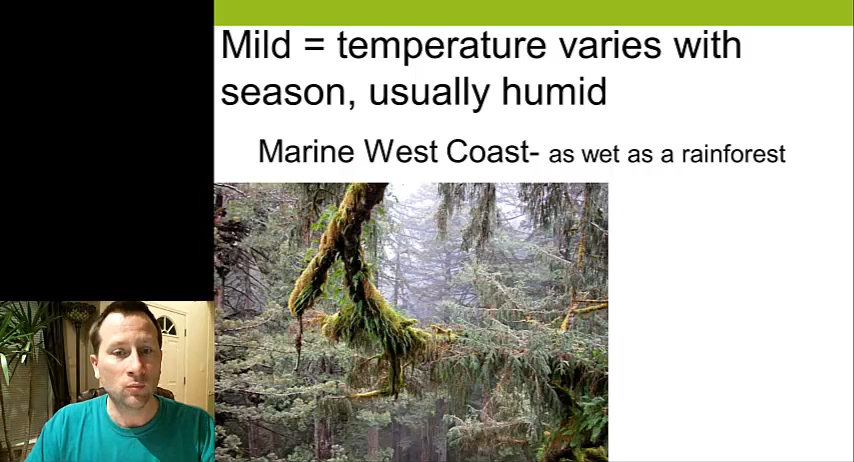 Mild = temperature varies with
season, usually humid
Marine West Coast- as wet as a rainforest